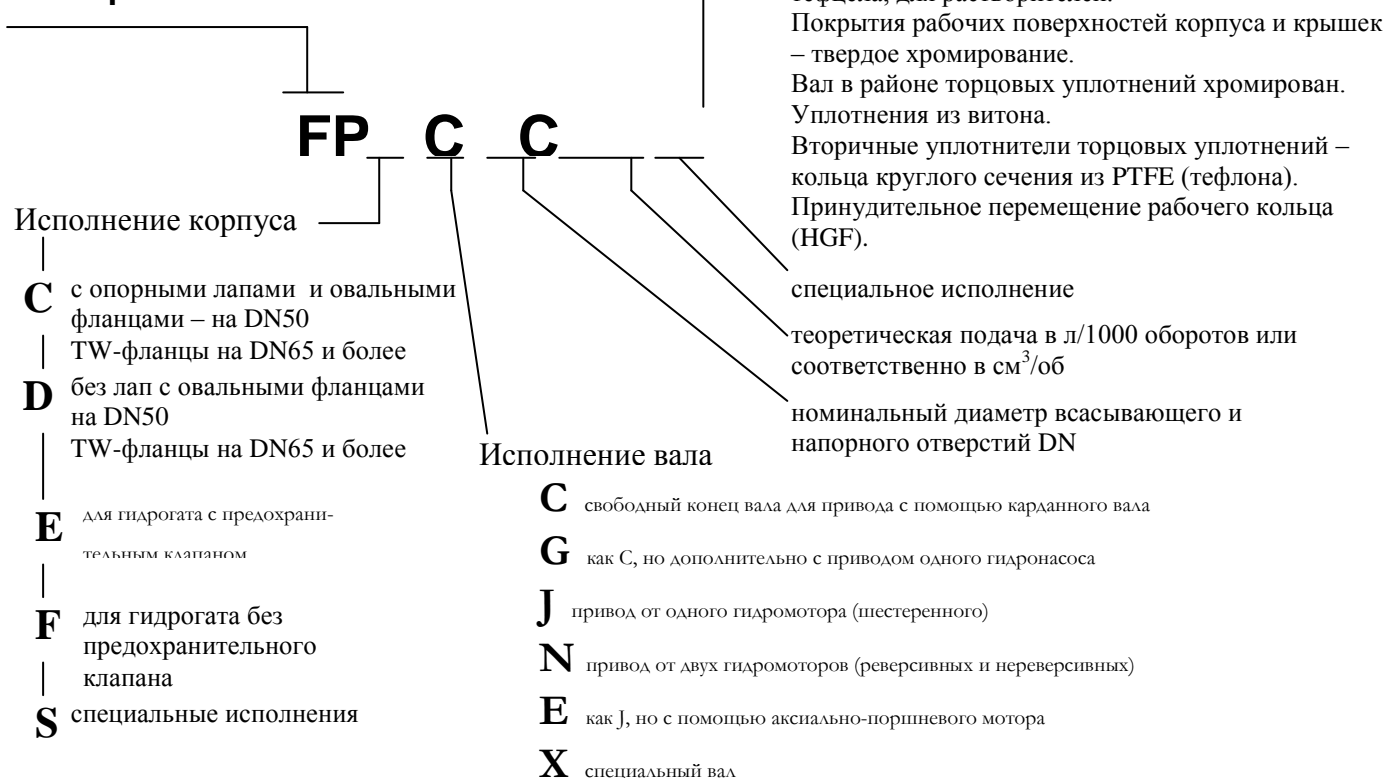 Покрытия рабочих поверхностей корпуса и крышек
– твердое хромирование.
Вал в районе торцовых уплотнений хромирован.
Уплотнения из витона.
Вторичные уплотнители торцовых уплотнений –
кольца круглого сечения из PTFE (тефлона).
Принудительное перемещение рабочего кольца
(HGF).
FP C C
специальное исполнение
теоретическая подача в л/1000 оборотов или
соответственно в см³/об
номинальный диаметр всасывающего и
напорного отверстий DN
Исполнение корпуса
C с опорными лапами и овальными
фланцами – на DN50
TW-фланцы на DN65 и более
D без лап с овальными фланцами
на DN50
TW-фланцы на DN65 и более
E для гидрогата с предохрани-
тельным клапаном
F для гидрогата без
предохранительного
клапана
S специальные исполнения
Исполнение вала
C свободный конец вала для привода с помощью карданного вала
G как C, но дополнительно с приводом одного гидронасоса
J привод от одного гидромотора (шестеренного)
N привод от двух гидромоторов (реверсивных и нереверсивных)
E как J, но с помощью аксиально-поршневого мотора
X специальный вал